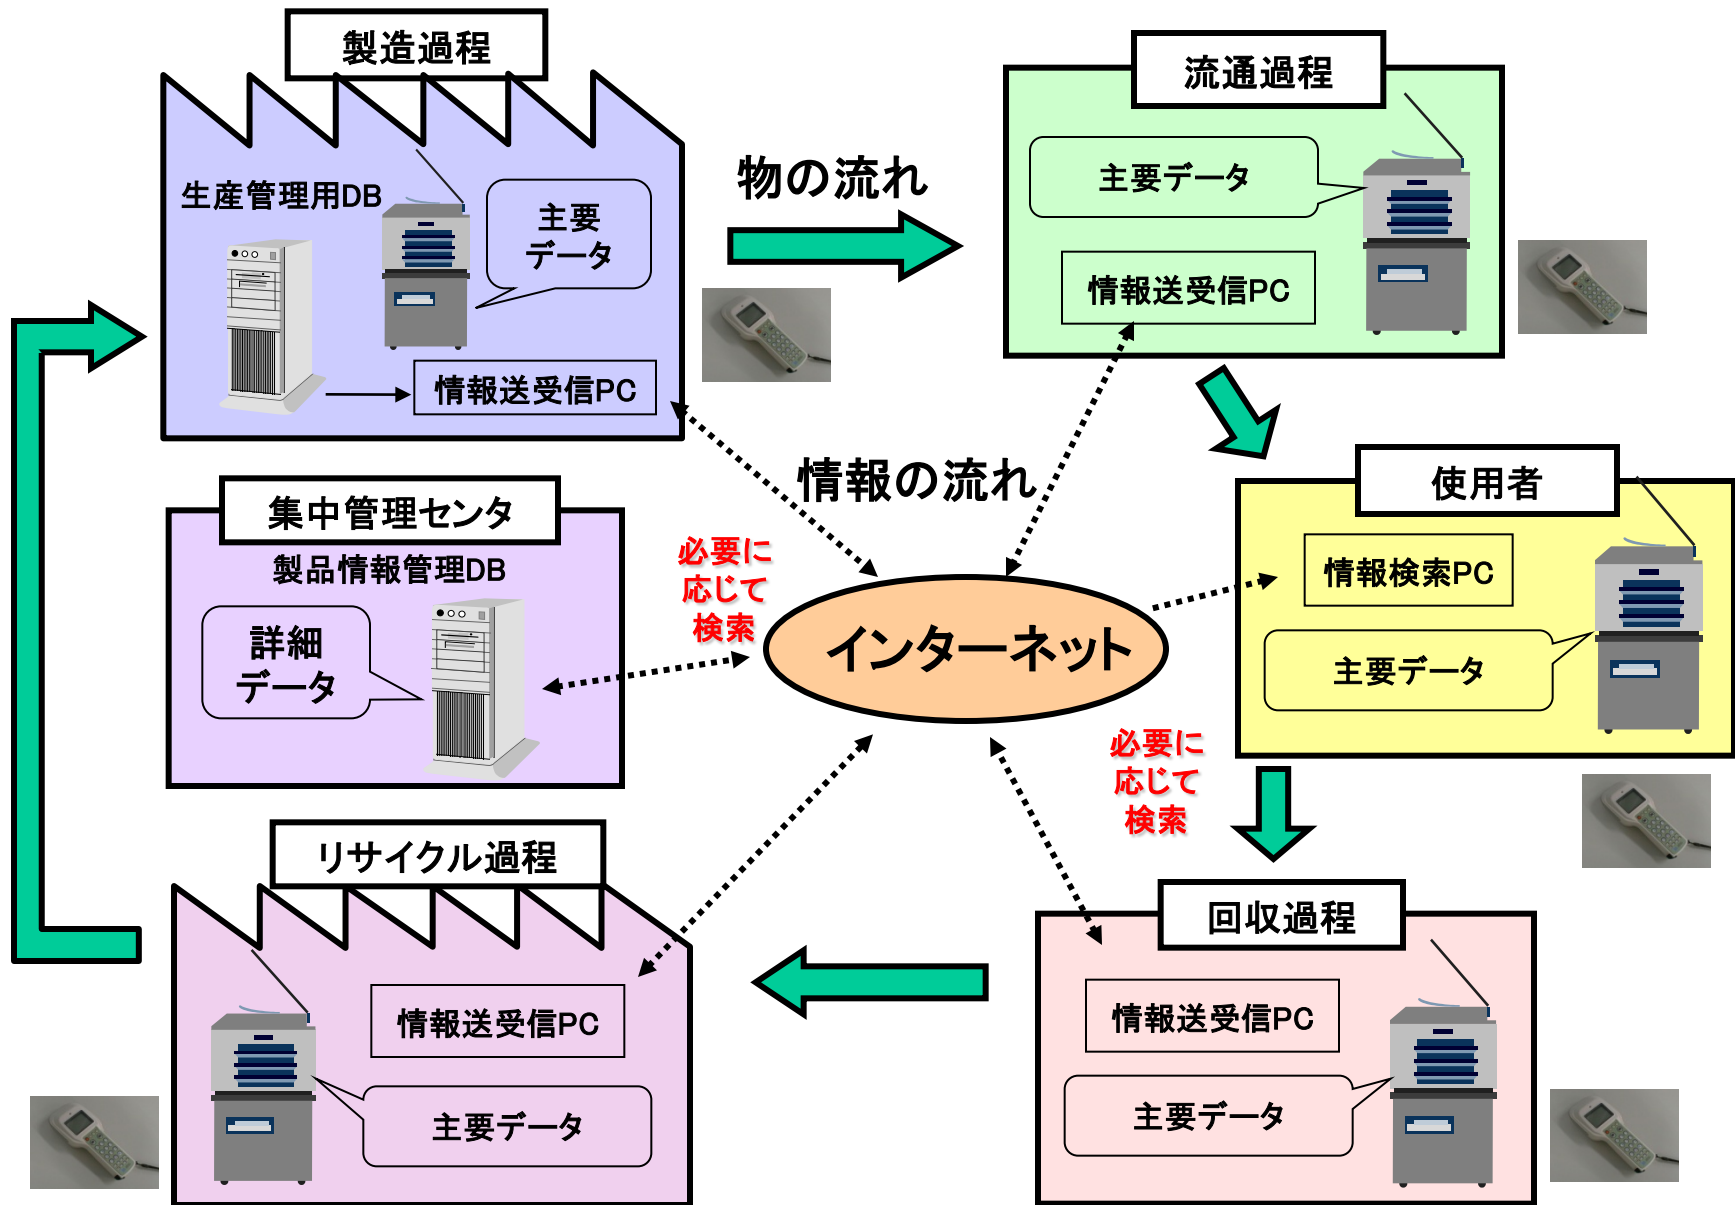 製造過程
生産管理用DB
主要
データ
情報送受信PC
物の流れ
流通過程
主要データ
情報送受信PC
情報の流れ
集中管理センタ
製品情報管理DB
詳細
データ
必要に
応じて
検索
インターネット
使用者
情報検索PC
主要データ
必要に
応じて
検索
リサイクル過程
情報送受信PC
主要データ
回収過程
情報送受信PC
主要データ